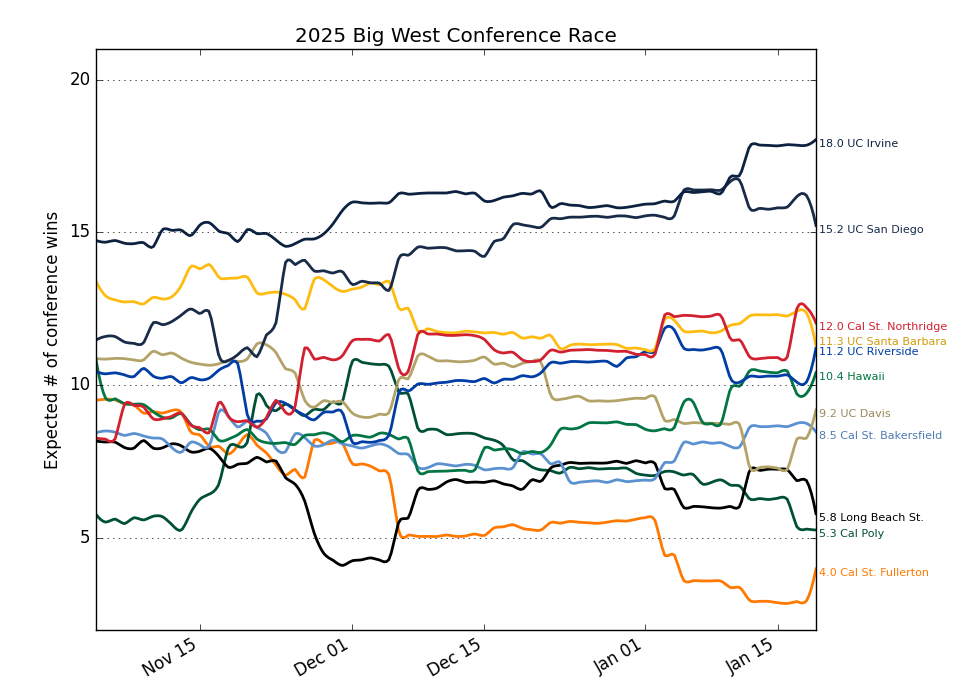 2025 Big West Conference Race
Expected # of conference wins
20
15
10
5
18.0 UC Irvine
15.2 UC San Diego
12.0 Cal St. Northridge
11.3 UC Santa Barbara
11.2 UC Riverside
10.4 Hawaii
9.2 UC Davis
8.5 Cal St. Bakersfield
5.8 Long Beach St.
5.3 Cal Poly
4.0 Cal St. Fullerton
Nov 15
Dec 01
Dec 15
Jan 01
Jan 15